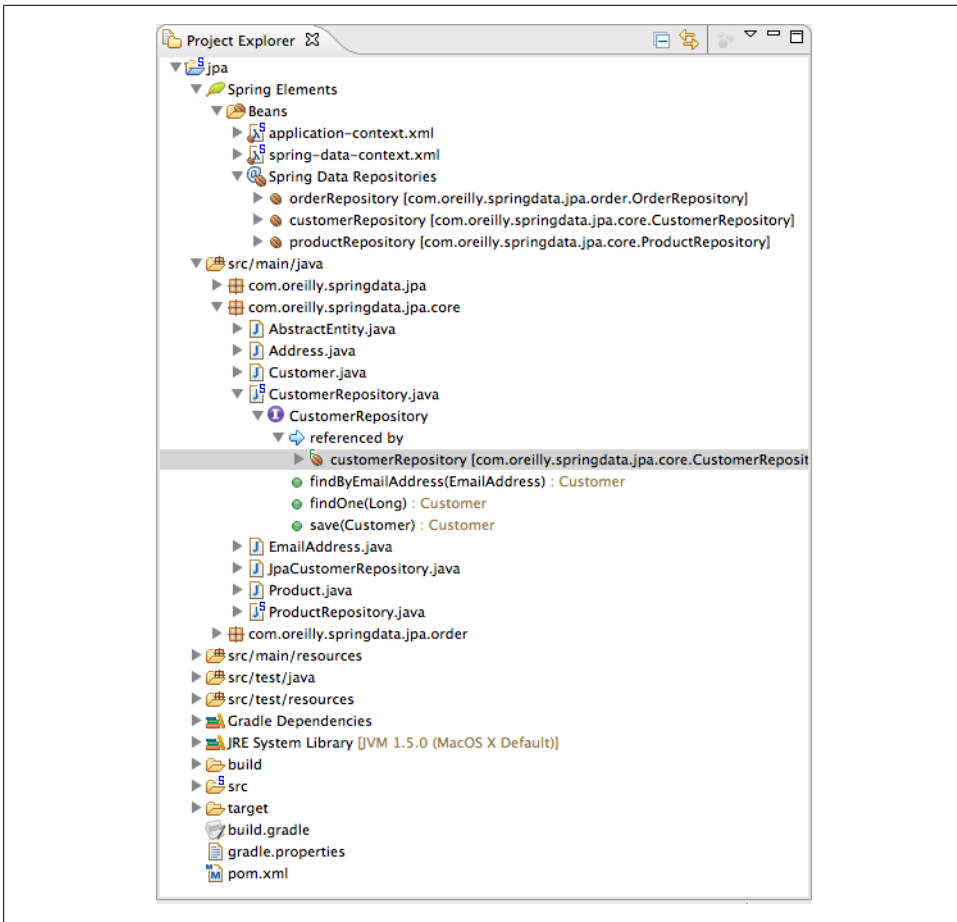 Project Explorer
jpa
Spring Elements
Beans
application-context.xml
spring-data-context.xml
Spring Data Repositories
orderRepository [com.oreilly.springdata.jpa.order.OrderRepository]
customerRepository [com.oreilly.springdata.jpa.core.CustomerRepository]
productRepository [com.oreilly.springdata.jpa.core.ProductRepository]
src/main/java
com.oreilly.springdata.jpa
com.oreilly.springdata.jpa.core
AbstractEntity.java
Address.java
Customer.java
CustomerRepository.java
CustomerRepository
referenced by
customerRepository [com.oreilly.springdata.jpa.core.CustomerReposit
findByEmailAddress(EmailAddress) : Customer
findOne(Long) : Customer
save(Customer) : Customer
EmailAddress.java
JpaCustomerRepository.java
Product.java
ProductRepository.java
com.oreilly.springdata.jpa.order
src/main/resources
src/test/java
src/test/resources
Gradle Dependencies
JRE System Library [JVM 1.5.0 (MacOS X Default)]
build
src
target
build.gradle
gradle.properties
pom.xml